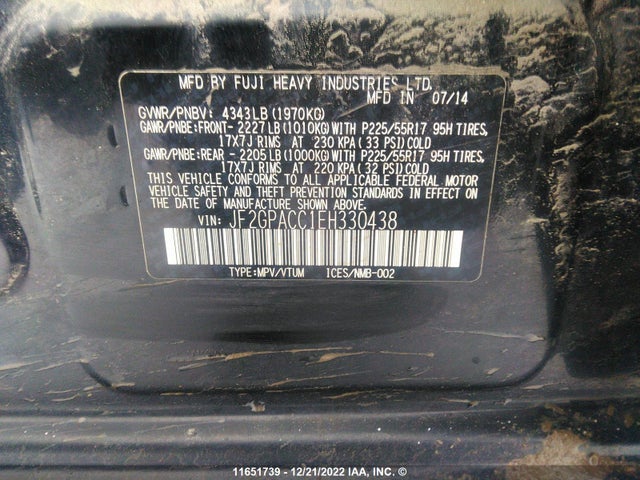 MFD BY FUJI HEAVY INDUSTRIES LTD.
MFD IN 07/14
GVWR/PNBV: 4343LB(1970KG)
GAWR/PNBE:FRONT- 2227LB(1010KG)WITH P225/55R17 95H TIRES,
17X7J RIMS AT 230 KPA(33 PSI)COLD
GAWR/PNBE:REAR - 2205LB(1000KG)WITH P225/55R17 95H TIRES,
17X7J RIMS AT 220 KPA(32 PSI)COLD
THIS VEHICLE CONFORMS TO ALL APPLICABLE FEDERAL MOTOR
VEHICLE SAFETY AND THEFT PREVENTION STANDARDS IN EFFECT ON
THE DATE OF MANUFACTURE SHOWN ABOVE.
VIN: JF2GPACC1EH330438
TYPE:MPV/VTUM ICES/NMB-002
11651739 - 12/21/2022 IAA, INC. ©